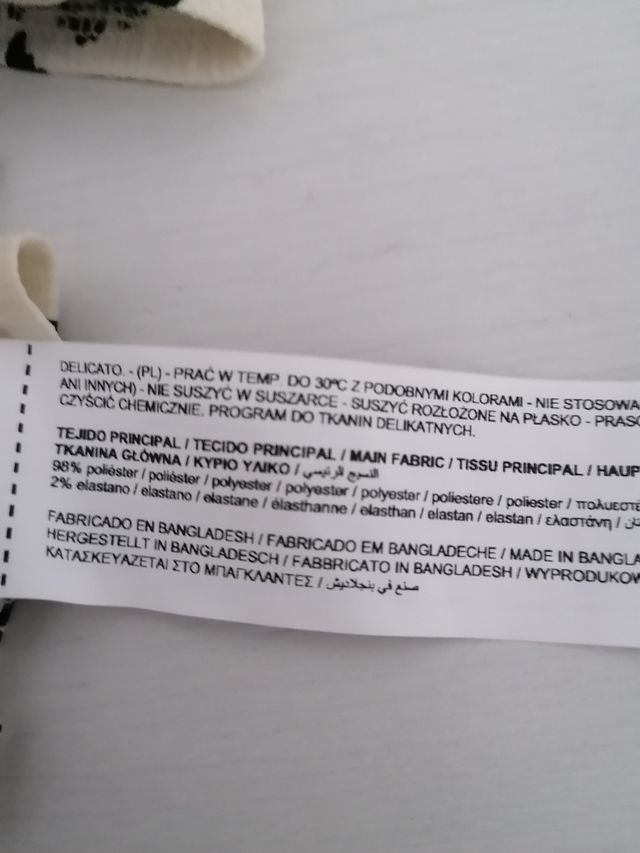 DELICATO. - (PL) - PRAĆ W TEMP. DO 30ºC Z PODOBNYMI KOLORAMI - NIE STOSOWA
ANI INNYCH) - NIE SUSZYĆ W SUSZARCE - SUSZYĆ ROZŁOŻONE NA PŁASKO - PRASO
CZYŚCIĆ CHEMICZNIE. PROGRAM DO TKANIN DELIKATNYCH.
TEJIDO PRINCIPAL / TECIDO PRINCIPAL / MAIN FABRIC / TISSU PRINCIPAL / HAUP
TKANINA GŁÓWNA / ΚΥΡΙΟ ΥΛΙΚΟ / النسيج الرئيسي
98% poliéster / poliéster / polyester / polyester / polyester / poliestere / poliester / πολυεστέ
2% elastano / elastano / elastane / élasthanne / elasthan / elastan / elastan / ελαστάνη /
FABRICADO EN BANGLADESH / FABRICADO EM BANGLADECHE / MADE IN BANGLA
HERGESTELLT IN BANGLADESCH / FABBRICATO IN BANGLADESH / WYPRODUKOW
ΚΑΤΑΣΚΕΥΑΖΕΤΑΙ ΣΤΟ ΜΠΑΓΚΛΑΝΤΕΣ / صنع في بنجلاديش